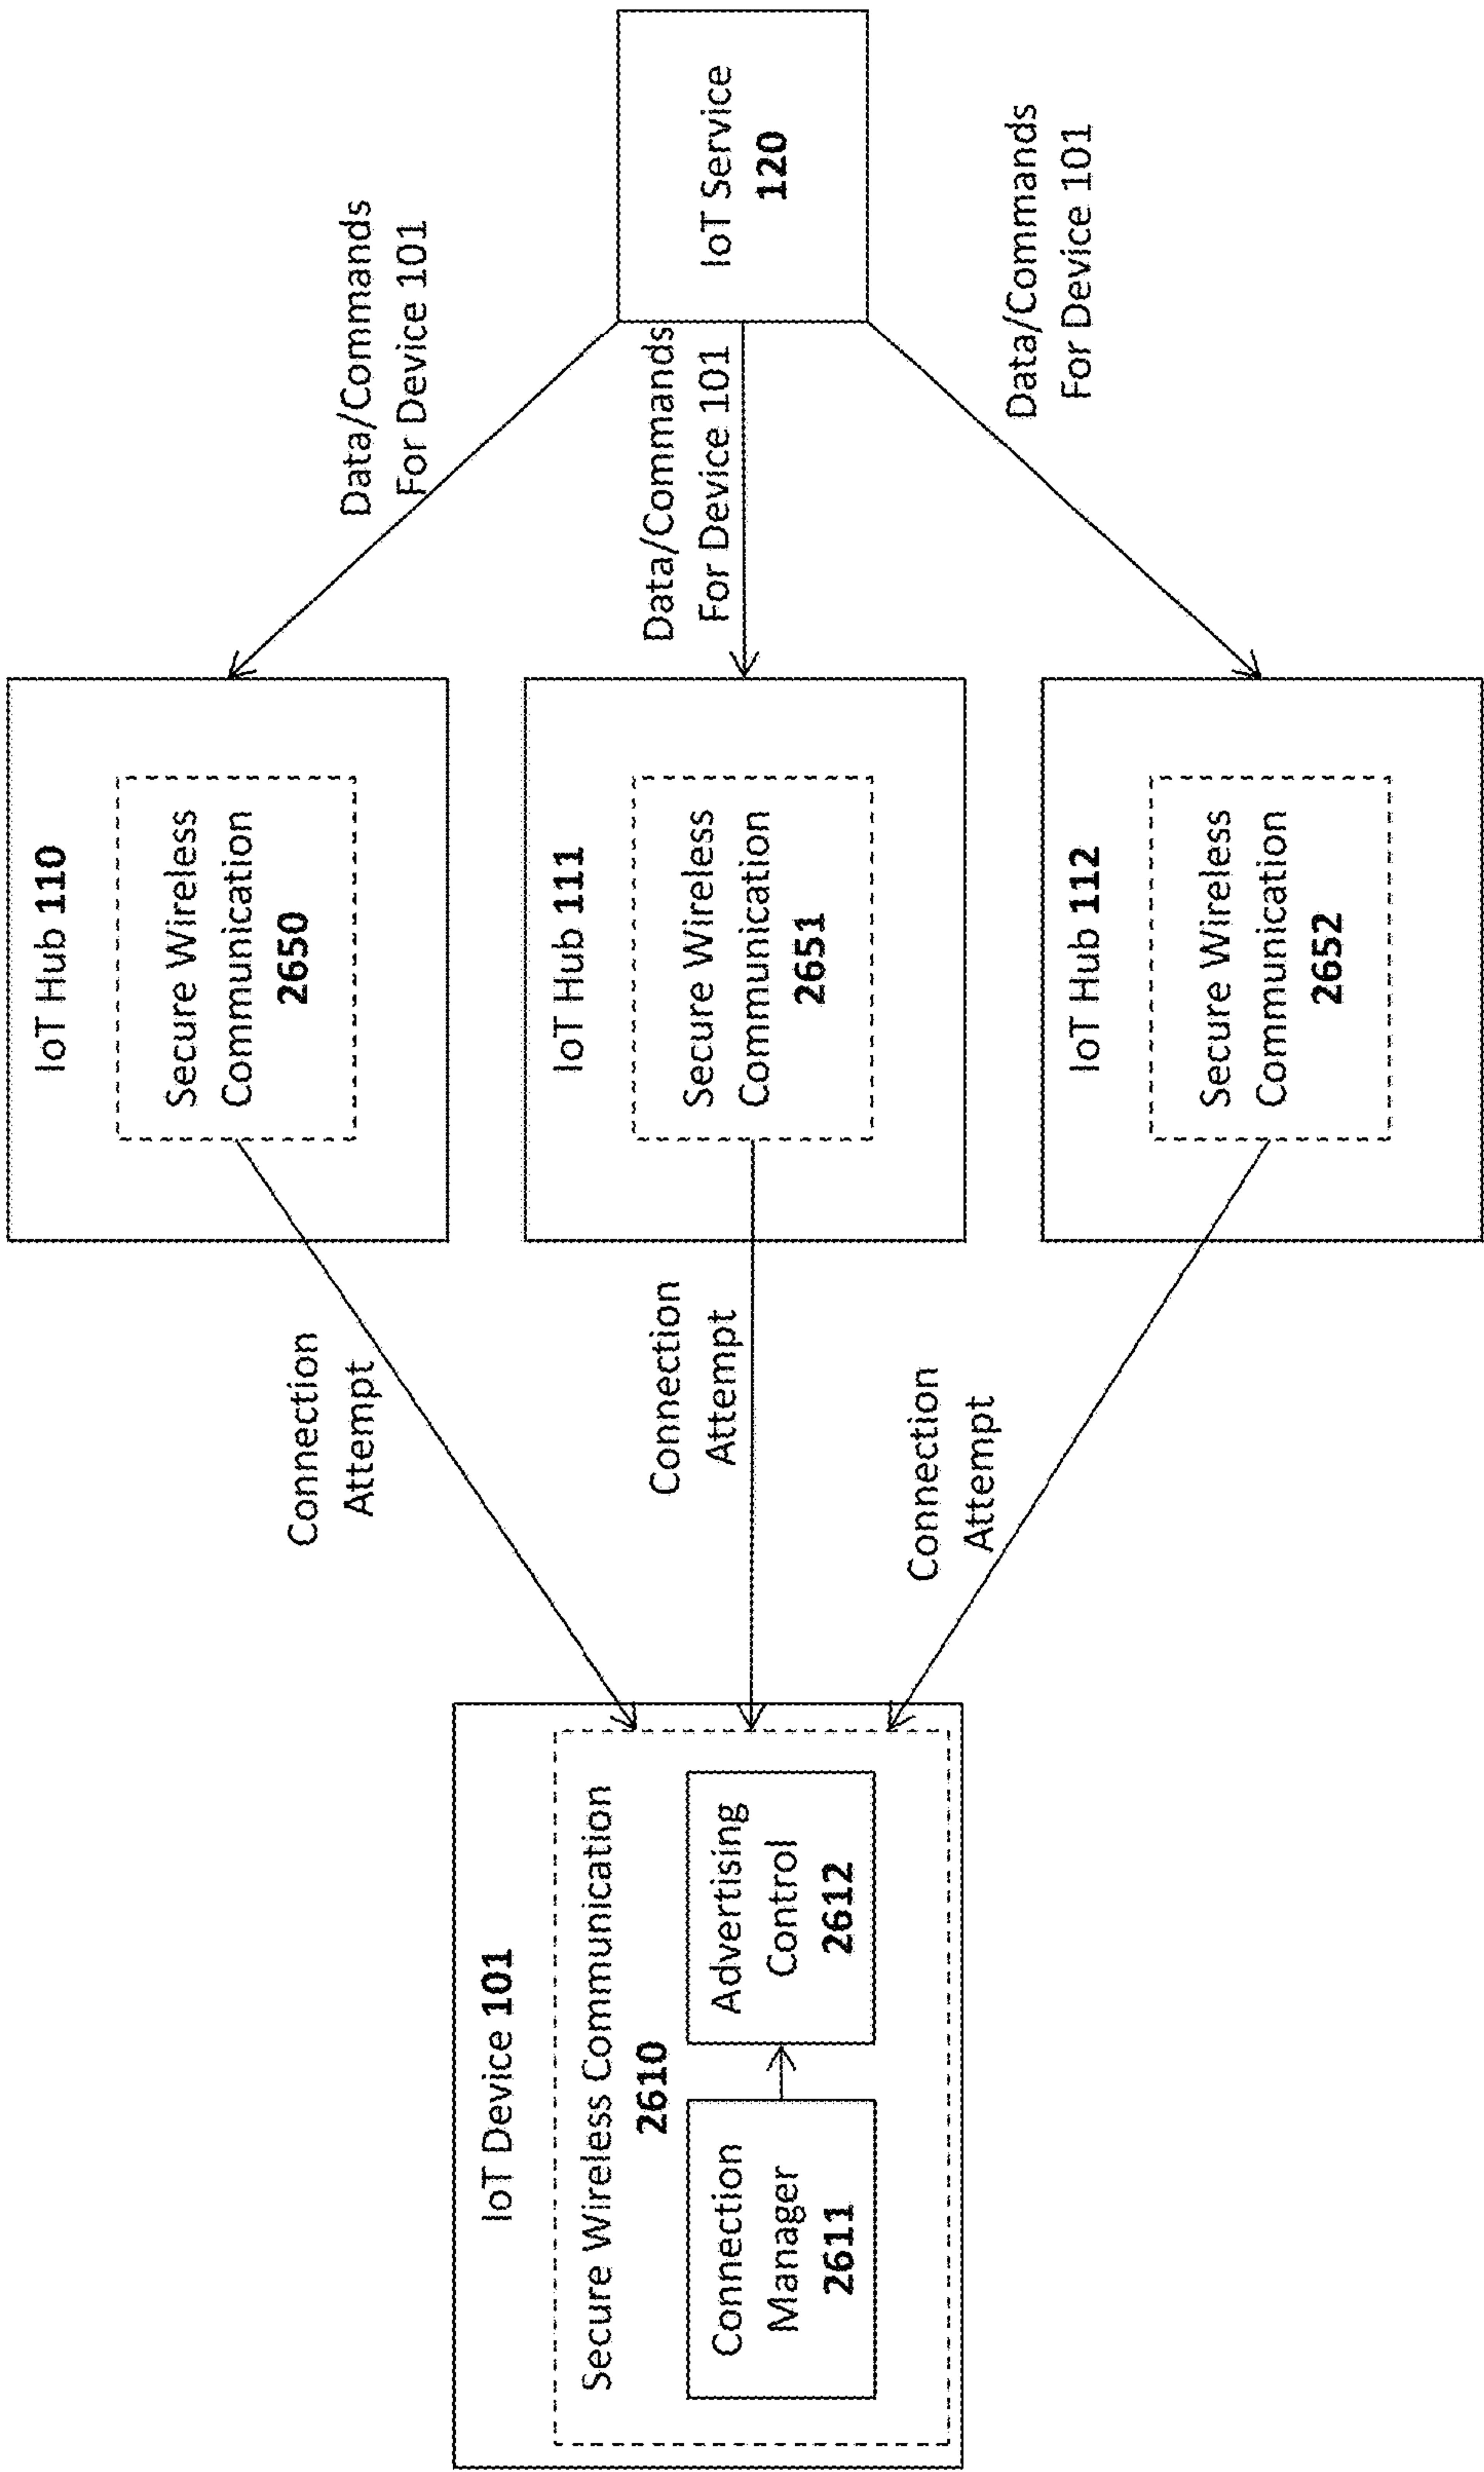 IoT Device 101
Secure Wireless Communication
2610
Connection
Manager
2611
Advertising
Control
2612
Connection
Attempt
Connection
Attempt
Connection
Attempt
IoT Hub 110
Secure Wireless
Communication
2650
IoT Hub 111
Secure Wireless
Communication
2651
IoT Hub 112
Secure Wireless
Communication
2652
Data/Commands
For Device 101
Data/Commands
For Device 101
Data/Commands
For Device 101
IoT Service
120